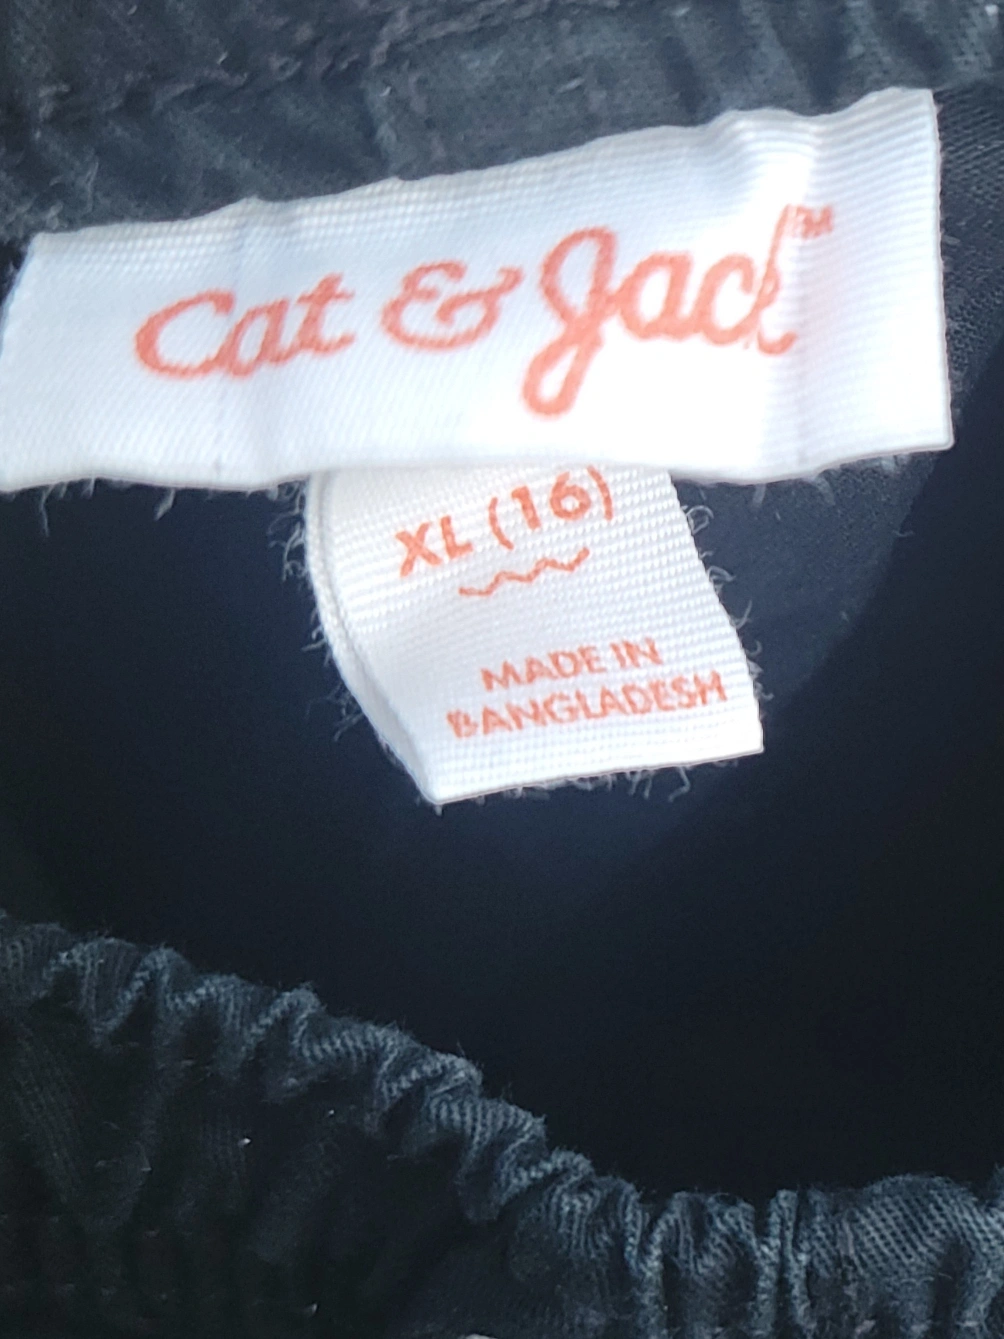 Cat & Jack™
XL (16)
MADE IN
BANGLADESH